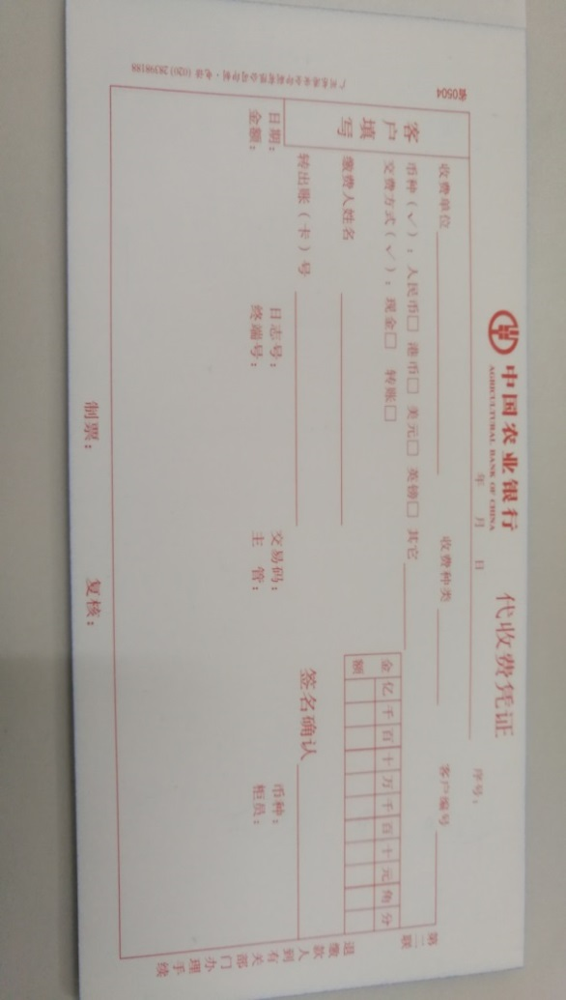 中国农业银行 代收费凭证
AGRICULTURAL BANK OF CHINA
年 月 日 序号：
省0504
客户填写
收费单位 收费种类 客户编号
币种（√）：人民币□ 港币□ 美元□ 英镑□ 其它
交费方式（√）：现金□ 转账□
金额 亿 千 百 十 万 千 百 十 元 角 分
缴费人姓名
转出账（卡）号 签名确认
日期： 日志号： 交易码： 币种：
金额： 终端号： 主 管： 柜员：
第二联
退缴款人到有关部门办理手续
制票： 复核：